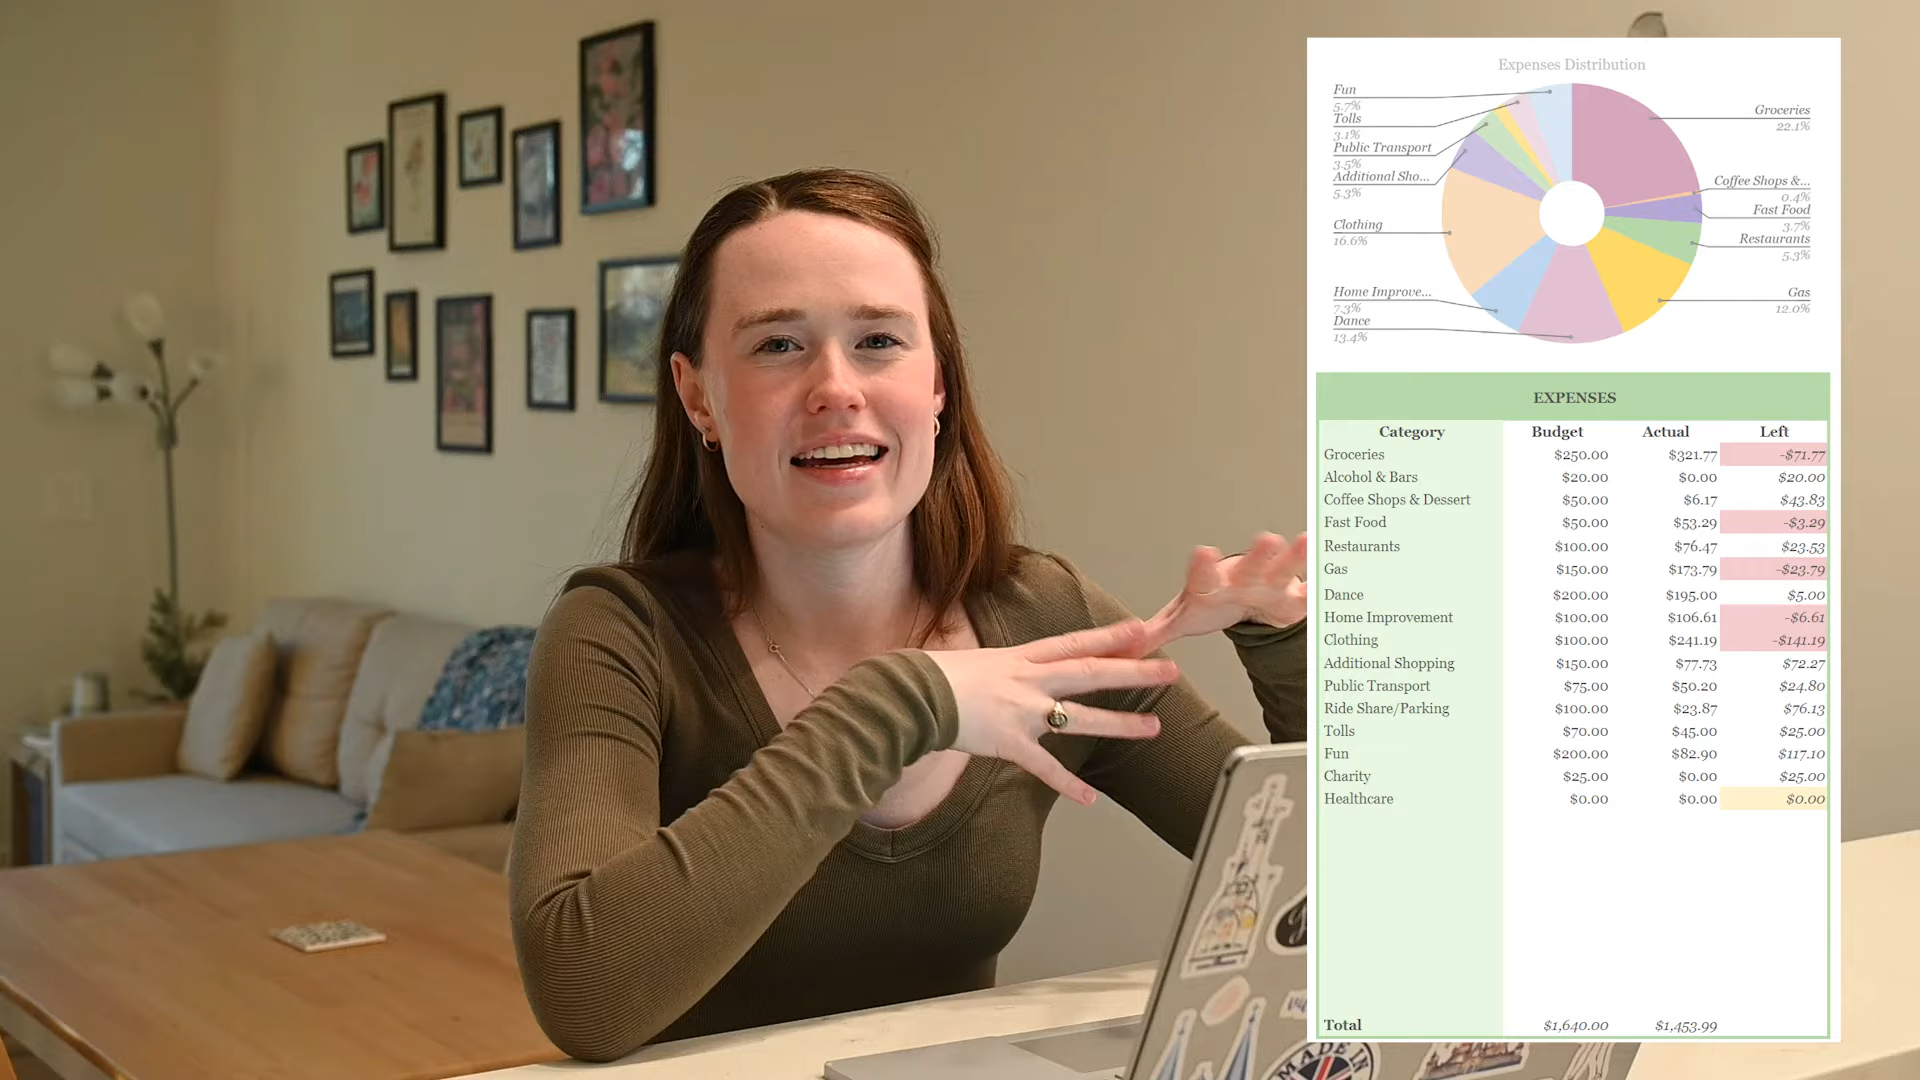 Expenses Distribution
Fun
5.7%
Tolls
3.1%
Public Transport
3.5%
Additional Sho...
5.3%
Clothing
16.6%
Home Improve...
7.3%
Dance
13.4%
Groceries
22.1%
Coffee Shops &...
0.4%
Fast Food
3.7%
Restaurants
5.3%
Gas
12.0%
EXPENSES
Category Budget Actual Left
Groceries $250.00 $321.77 -$71.77
Alcohol & Bars $20.00 $0.00 $20.00
Coffee Shops & Dessert $50.00 $6.17 $43.83
Fast Food $50.00 $53.29 -$3.29
Restaurants $100.00 $76.47 $23.53
Gas $150.00 $173.79 -$23.79
Dance $200.00 $195.00 $5.00
Home Improvement $100.00 $106.61 -$6.61
Clothing $100.00 $241.19 -$141.19
Additional Shopping $150.00 $77.73 $72.27
Public Transport $75.00 $50.20 $24.80
Ride Share/Parking $100.00 $23.87 $76.13
Tolls $70.00 $45.00 $25.00
Fun $200.00 $82.90 $117.10
Charity $25.00 $0.00 $25.00
Healthcare $0.00 $0.00 $0.00
Total $1,640.00 $1,453.99
MADE IN